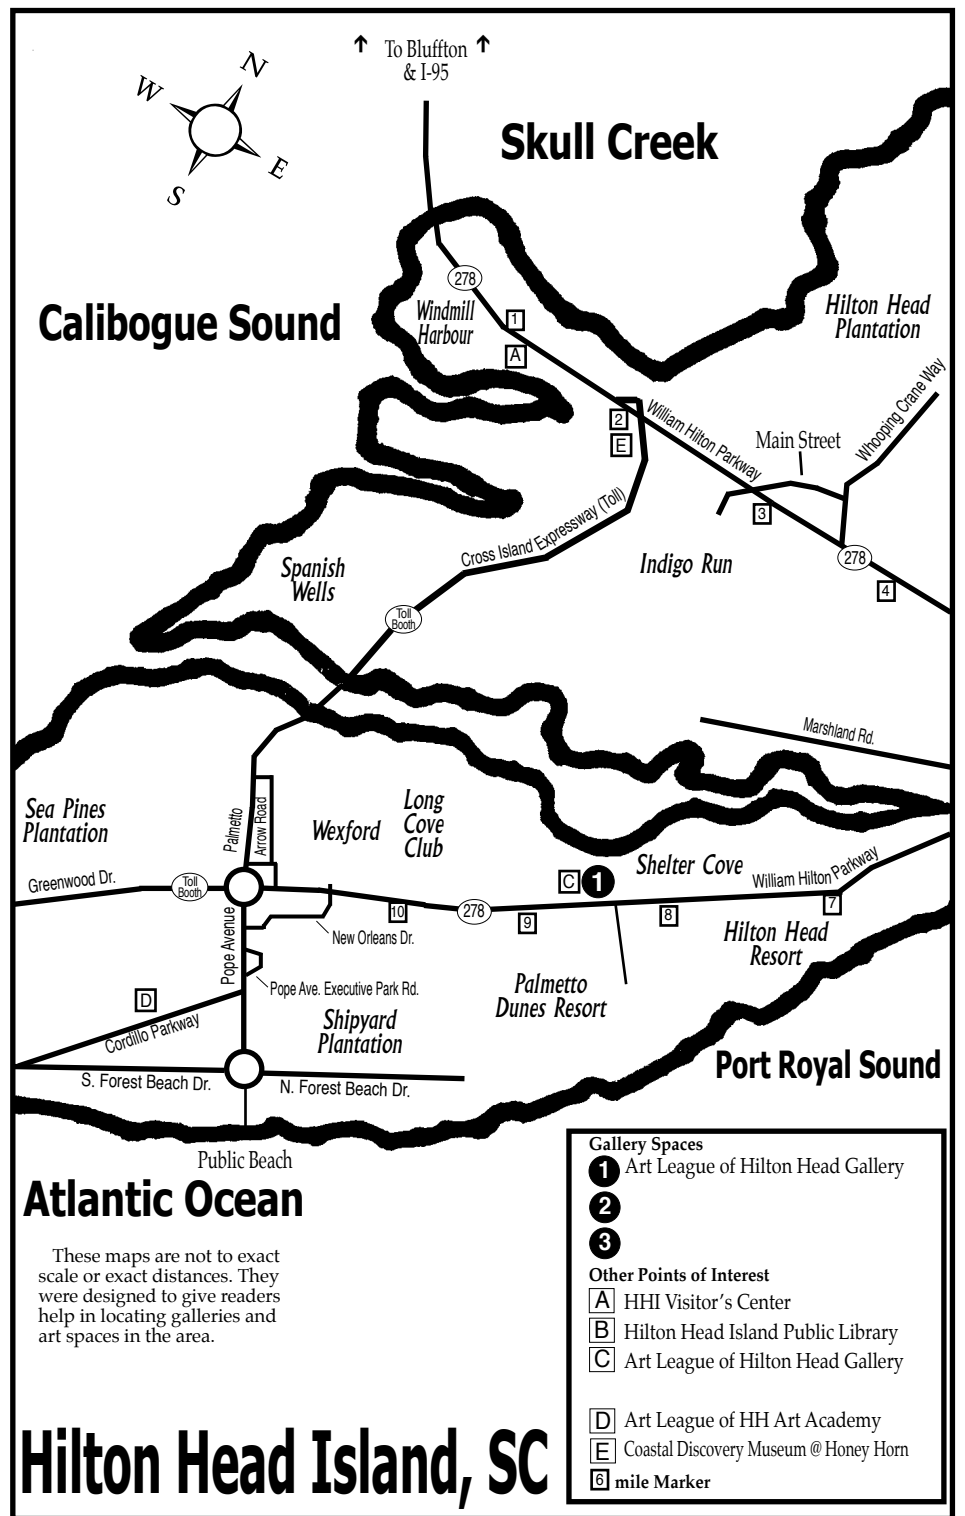 ↑ To Bluffton ↑
& I-95
N
W
E
S
Skull Creek
Calibogue Sound
278
Windmill
Harbour
1
A
Hilton Head
Plantation
2
E
William Hilton Parkway
Main Street
Whooping Crane Way
3
278
4
Cross Island Expressway (Toll)
Indigo Run
Spanish
Wells
Toll
Booth
Marshland Rd.
Sea Pines
Plantation
Palmetto
Arrow Road
Wexford
Long
Cove
Club
Shelter Cove
C
1
William Hilton Parkway
Greenwood Dr.
Toll
Booth
10
278
9
8
7
New Orleans Dr.
Pope Avenue
Hilton Head
Resort
Pope Ave. Executive Park Rd.
Palmetto
Dunes Resort
D
Cordillo Parkway
Shipyard
Plantation
Port Royal Sound
S. Forest Beach Dr.
N. Forest Beach Dr.
Public Beach
Atlantic Ocean
These maps are not to exact
scale or exact distances. They
were designed to give readers
help in locating galleries and
art spaces in the area.
Gallery Spaces
1 Art League of Hilton Head Gallery
2
3
Other Points of Interest
A HHI Visitor's Center
B Hilton Head Island Public Library
C Art League of Hilton Head Gallery
D Art League of HH Art Academy
E Coastal Discovery Museum @ Honey Horn
6 mile Marker
Hilton Head Island, SC